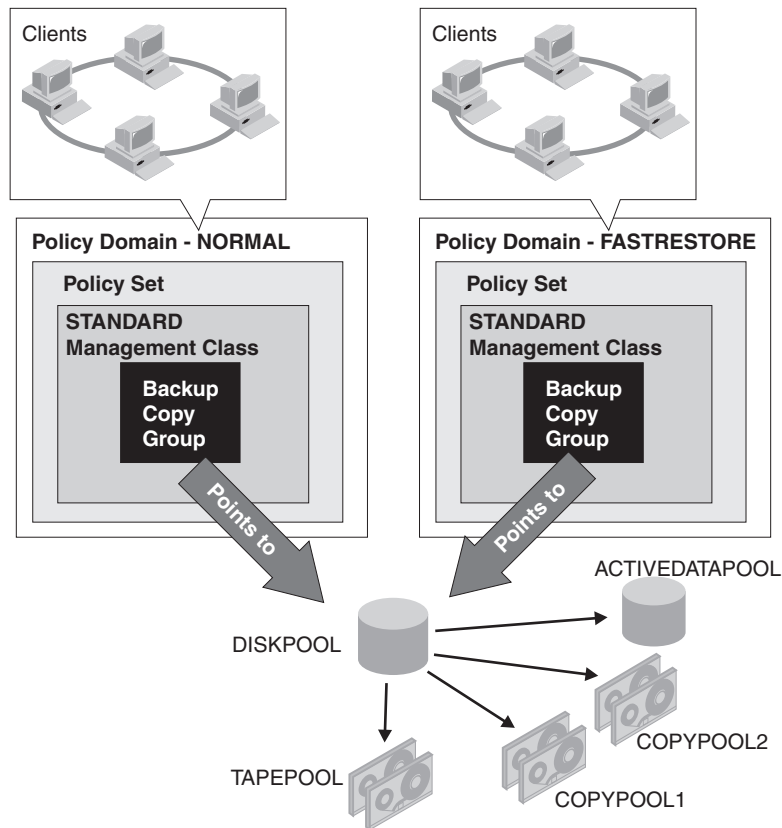 Clients
Clients
Policy Domain - NORMAL
Policy Set
STANDARD
Management Class
Backup
Copy
Group
Points to
Policy Domain - FASTRESTORE
Policy Set
STANDARD
Management Class
Backup
Copy
Group
Points to
ACTIVEDATAPOOL
DISKPOOL
COPYPOOL2
TAPEPOOL
COPYPOOL1